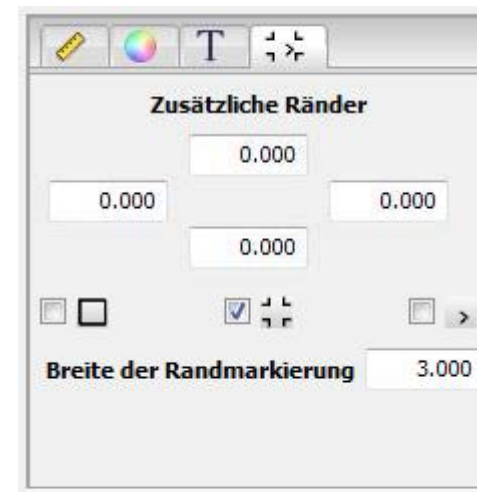 T
Zusätzliche Ränder
0.000
0.000 0.000
0.000
>
Breite der Randmarkierung 3.000